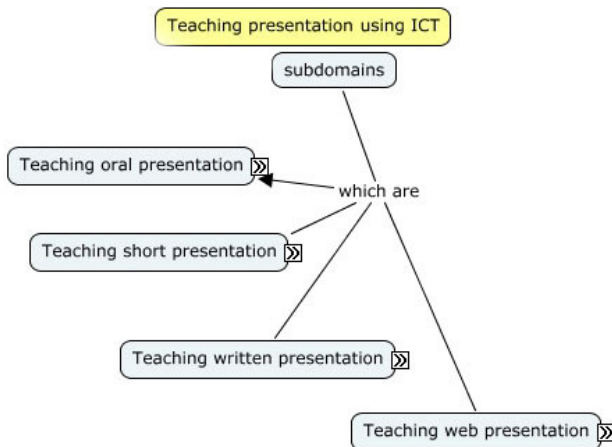 Teaching presentation using ICT
subdomains
Teaching oral presentation
which are
Teaching short presentation
Teaching written presentation
Teaching web presentation